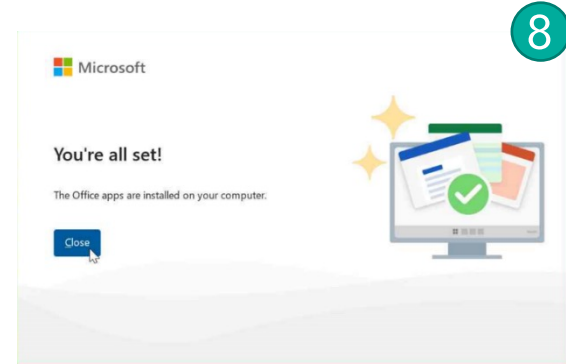 8
Microsoft
You're all set!
The Office apps are installed on your computer.
Close